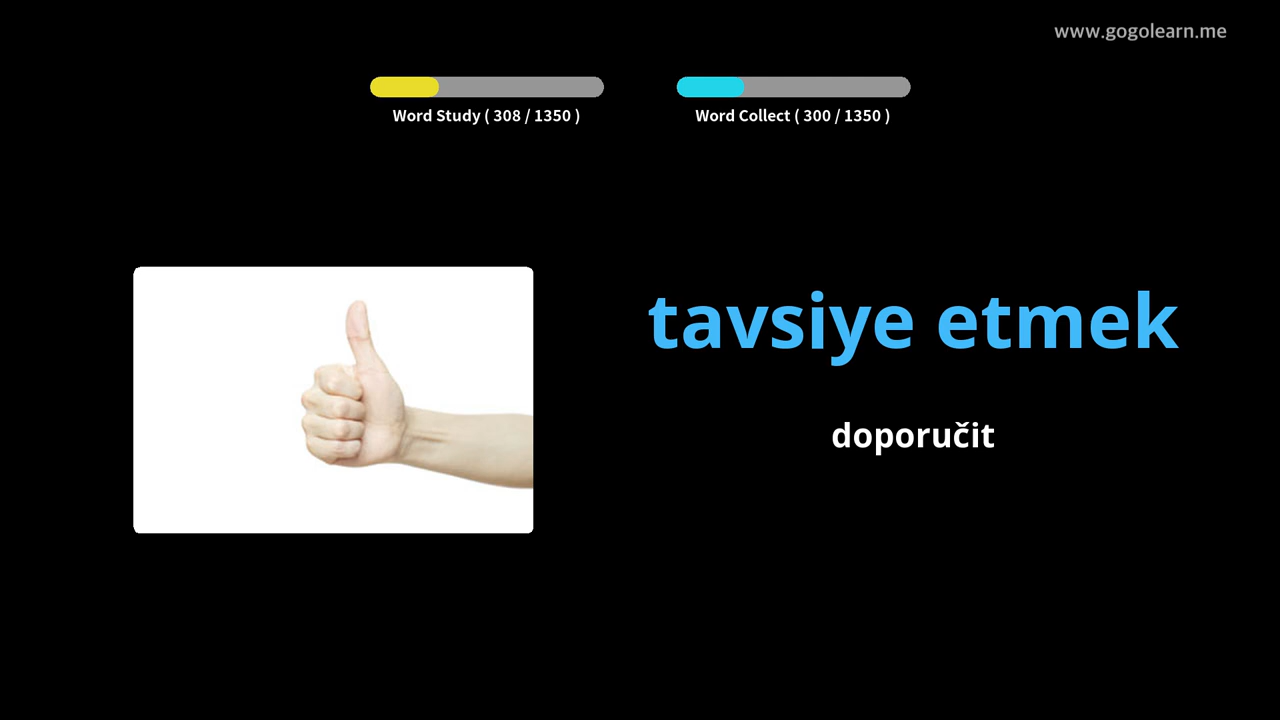 www.gogolearn.me
Word Study ( 308 / 1350 )
Word Collect ( 300 / 1350 )
tavsiye etmek
doporučit